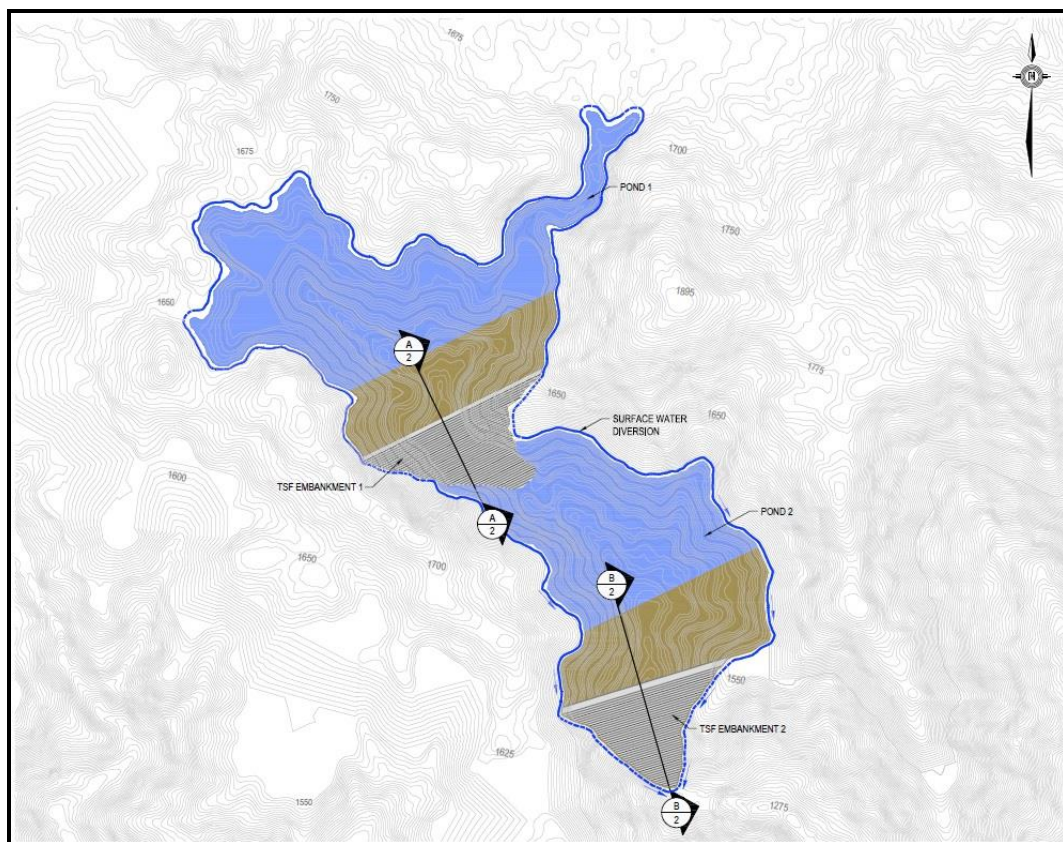 1675
N
1750
1675
1700
POND 1
1750
1650
1895
A
2
1775
1650
1650
SURFACE WATER
DIVERSION
1600
TSF EMBANKMENT 1
POND 2
A
2
1650
1700
B
2
1550
TSF EMBANKMENT 2
1625
1550
B
2
1275